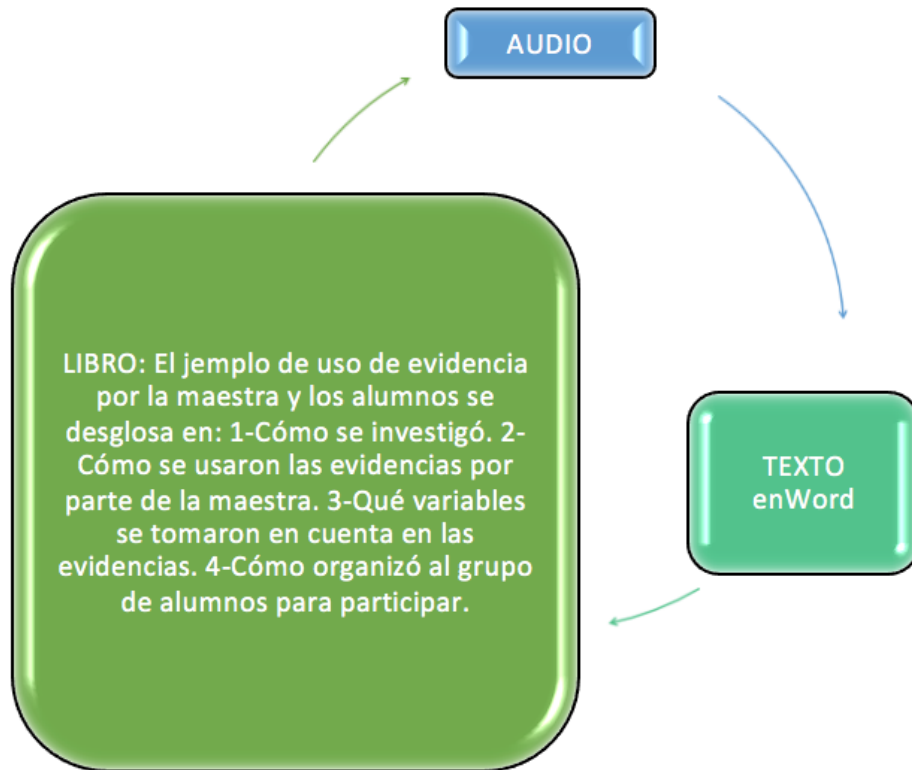 AUDIO
LIBRO: El jemplo de uso de evidencia
por la maestra y los alumnos se
desglosa en: 1-Cómo se investigó. 2-
Cómo se usaron las evidencias por
parte de la maestra. 3-Qué variables
se tomaron en cuenta en las
evidencias. 4-Cómo organizó al grupo
de alumnos para participar.
TEXTO
enWord